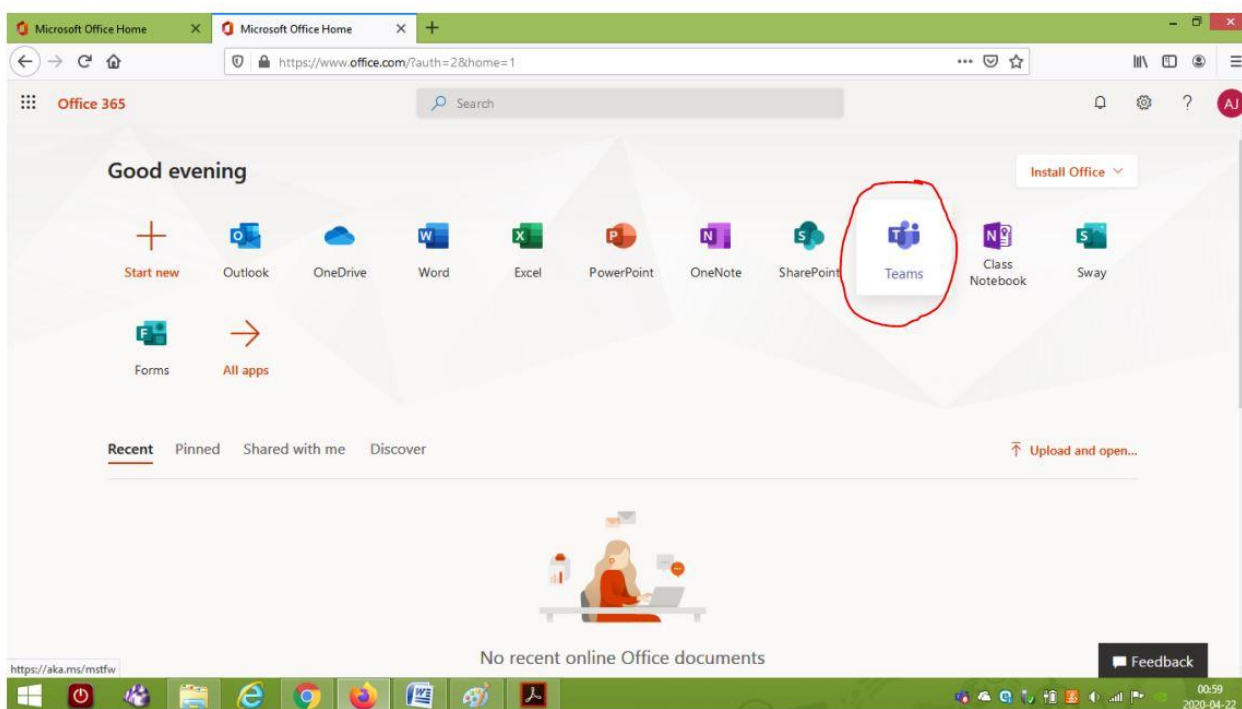 Microsoft Office Home
Microsoft Office Home
https://www.office.com/?auth=2&home=1
Office 365
Search
AJ
Good evening
Install Office
Start new
Outlook
OneDrive
Word
Excel
PowerPoint
OneNote
SharePoint
Teams
Class
Notebook
Sway
Forms
All apps
Recent Pinned Shared with me Discover
Upload and open...
No recent online Office documents
https://aka.ms/mstfw
Feedback
00:59
2020-04-22